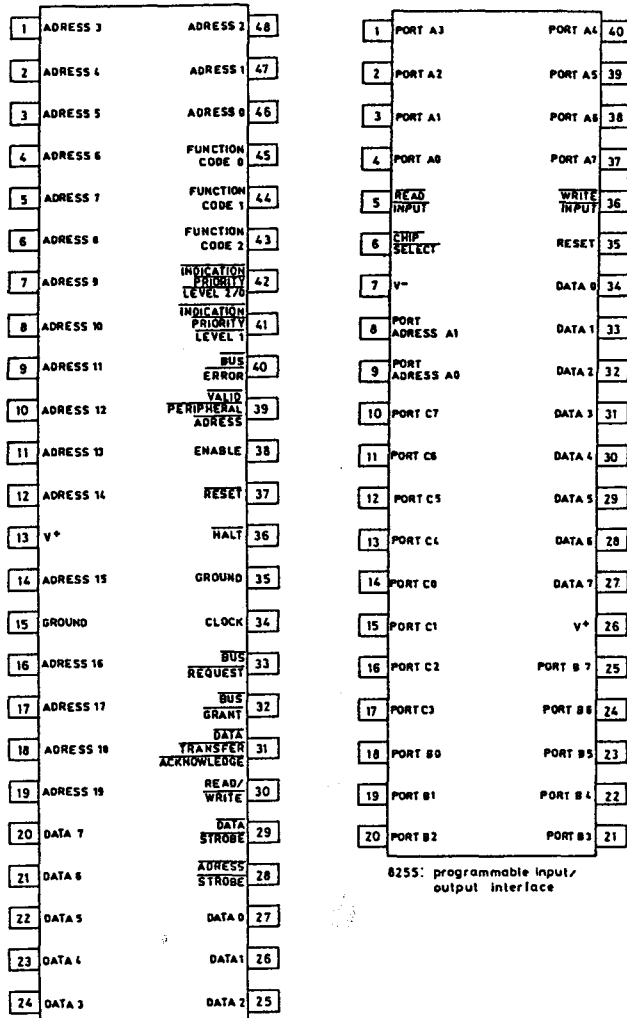 1 ADRESS 3
2 ADRESS 4
3 ADRESS 5
4 ADRESS 6
5 ADRESS 7
6 ADRESS 8
7 ADRESS 9
8 ADRESS 10
9 ADRESS 11
10 ADRESS 12
11 ADRESS 13
12 ADRESS 14
13 V+
14 ADRESS 15
15 GROUND
16 ADRESS 16
17 ADRESS 17
18 ADRESS 18
19 ADRESS 19
20 DATA 7
21 DATA 6
22 DATA 5
23 DATA 4
24 DATA 3
ADRESS 2 48
ADRESS 1 47
ADRESS 0 46
FUNCTION
CODE 0 45
FUNCTION
CODE 1 44
FUNCTION
CODE 2 43
INDICATION
PRIORITY 42
LEVEL 2/0
INDICATION
PRIORITY 41
LEVEL 1
BUS
ERROR 40
VALID
PERIPHERAL 39
ADRESS
ENABLE 38
RESET 37
HALT 36
GROUND 35
CLOCK 34
BUS
REQUEST 33
BUS
GRANT 32
DATA
TRANSFER 31
ACKNOWLEDGE
READ/
WRITE 30
DATA
STROBE 29
ADRESS
STROBE 28
DATA 0 27
DATA 1 26
DATA 2 25
1 PORT A3
2 PORT A2
3 PORT A1
4 PORT A0
5 READ
INPUT
6 CHIP
SELECT
7 V-
8 PORT
ADRESS A1
9 PORT
ADRESS A0
10 PORT C7
11 PORT C6
12 PORT C5
13 PORT C4
14 PORT C0
15 PORT C1
16 PORT C2
17 PORT C3
18 PORT B0
19 PORT B1
20 PORT B2
PORT A4 40
PORT A5 39
PORT A6 38
PORT A7 37
WRITE
INPUT 36
RESET 35
DATA 0 34
DATA 1 33
DATA 2 32
DATA 3 31
DATA 4 30
DATA 5 29
DATA 6 28
DATA 7 27
V+ 26
PORT B 7 25
PORT B6 24
PORT B5 23
PORT B4 22
PORT B3 21
8255: programmable input/
output interface